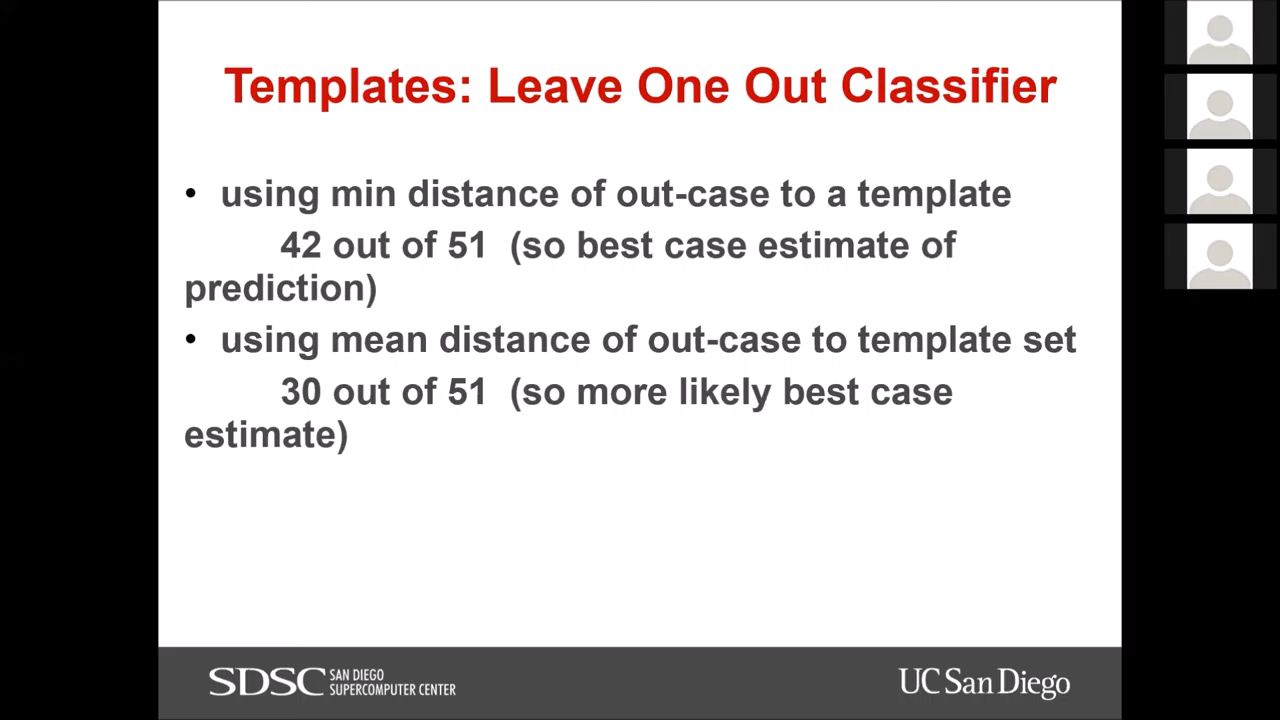 Templates: Leave One Out Classifier
• using min distance of out-case to a template
42 out of 51 (so best case estimate of
prediction)
• using mean distance of out-case to template set
30 out of 51 (so more likely best case
estimate)
SDSC SAN DIEGO
SUPERCOMPUTER CENTER
UC San Diego